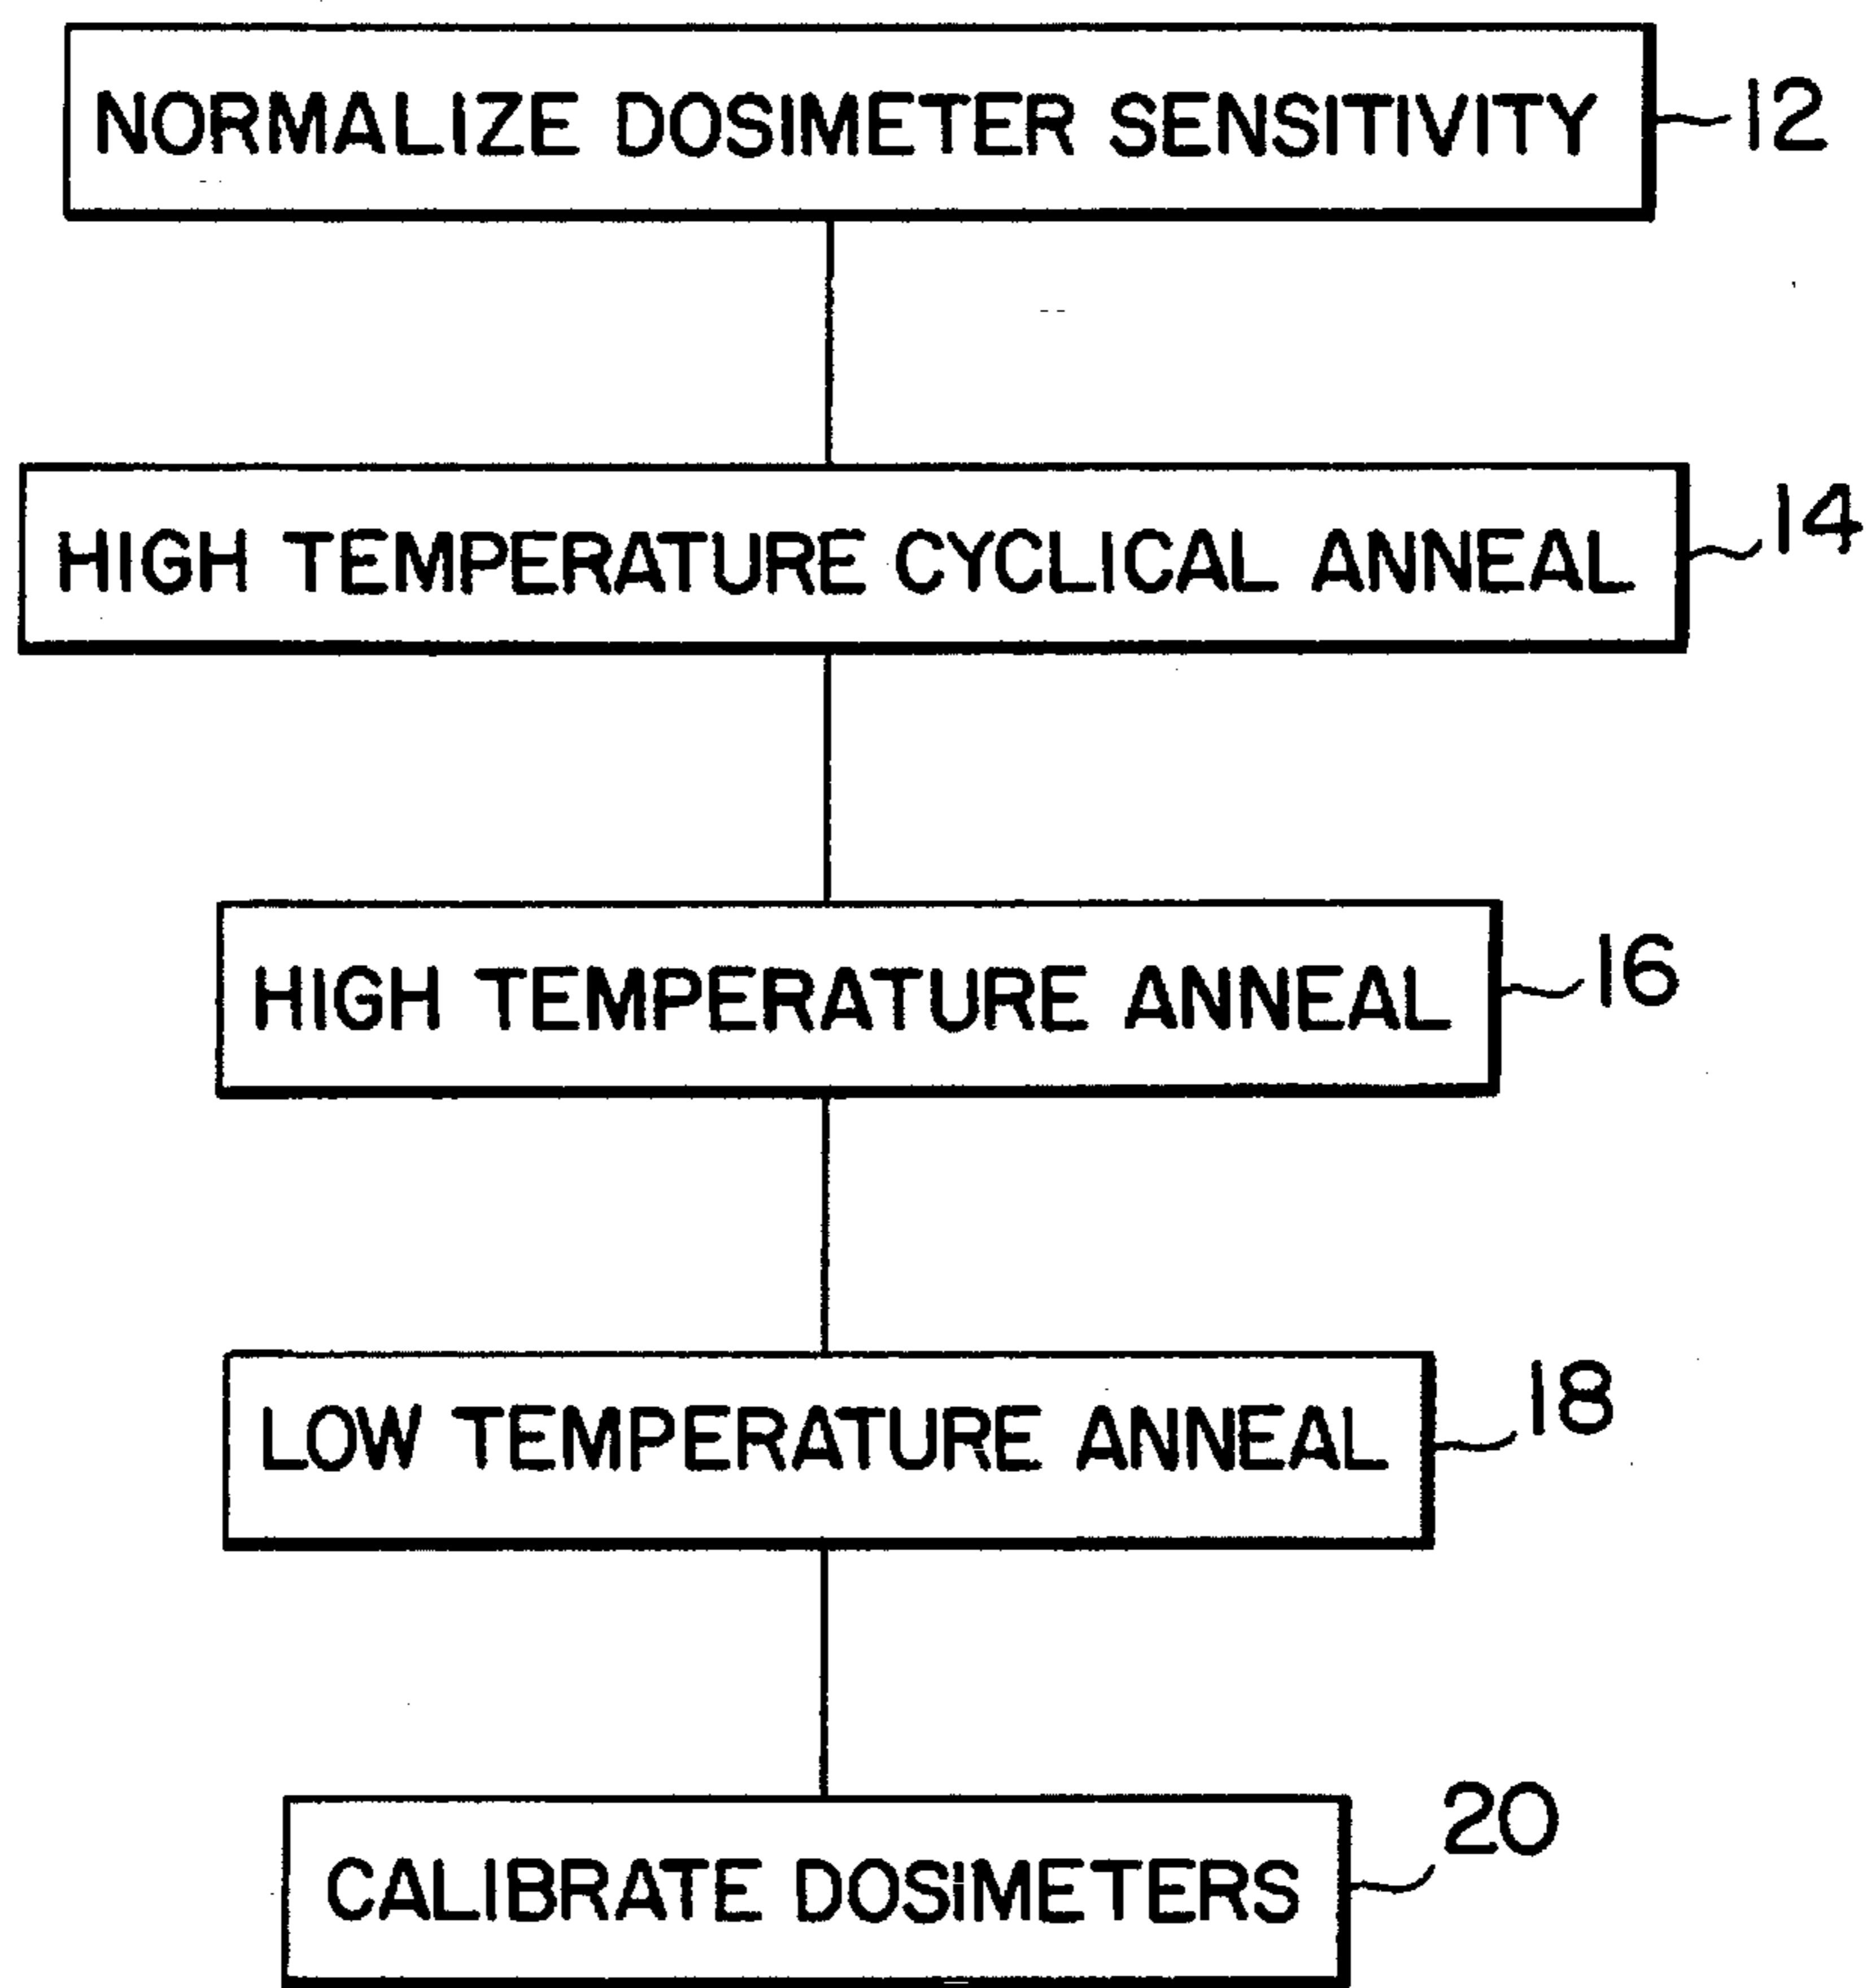 NORMALIZE DOSIMETER SENSITIVITY 12
HIGH TEMPERATURE CYCLICAL ANNEAL 14
HIGH TEMPERATURE ANNEAL 16
LOW TEMPERATURE ANNEAL 18
CALIBRATE DOSIMETERS 20